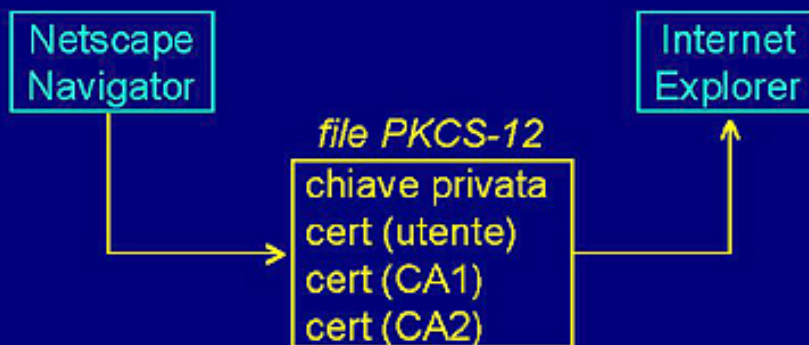 Netscape
Navigator
Internet
Explorer
file PKCS-12
chiave privata
cert (utente)
cert (CA1)
cert (CA2)